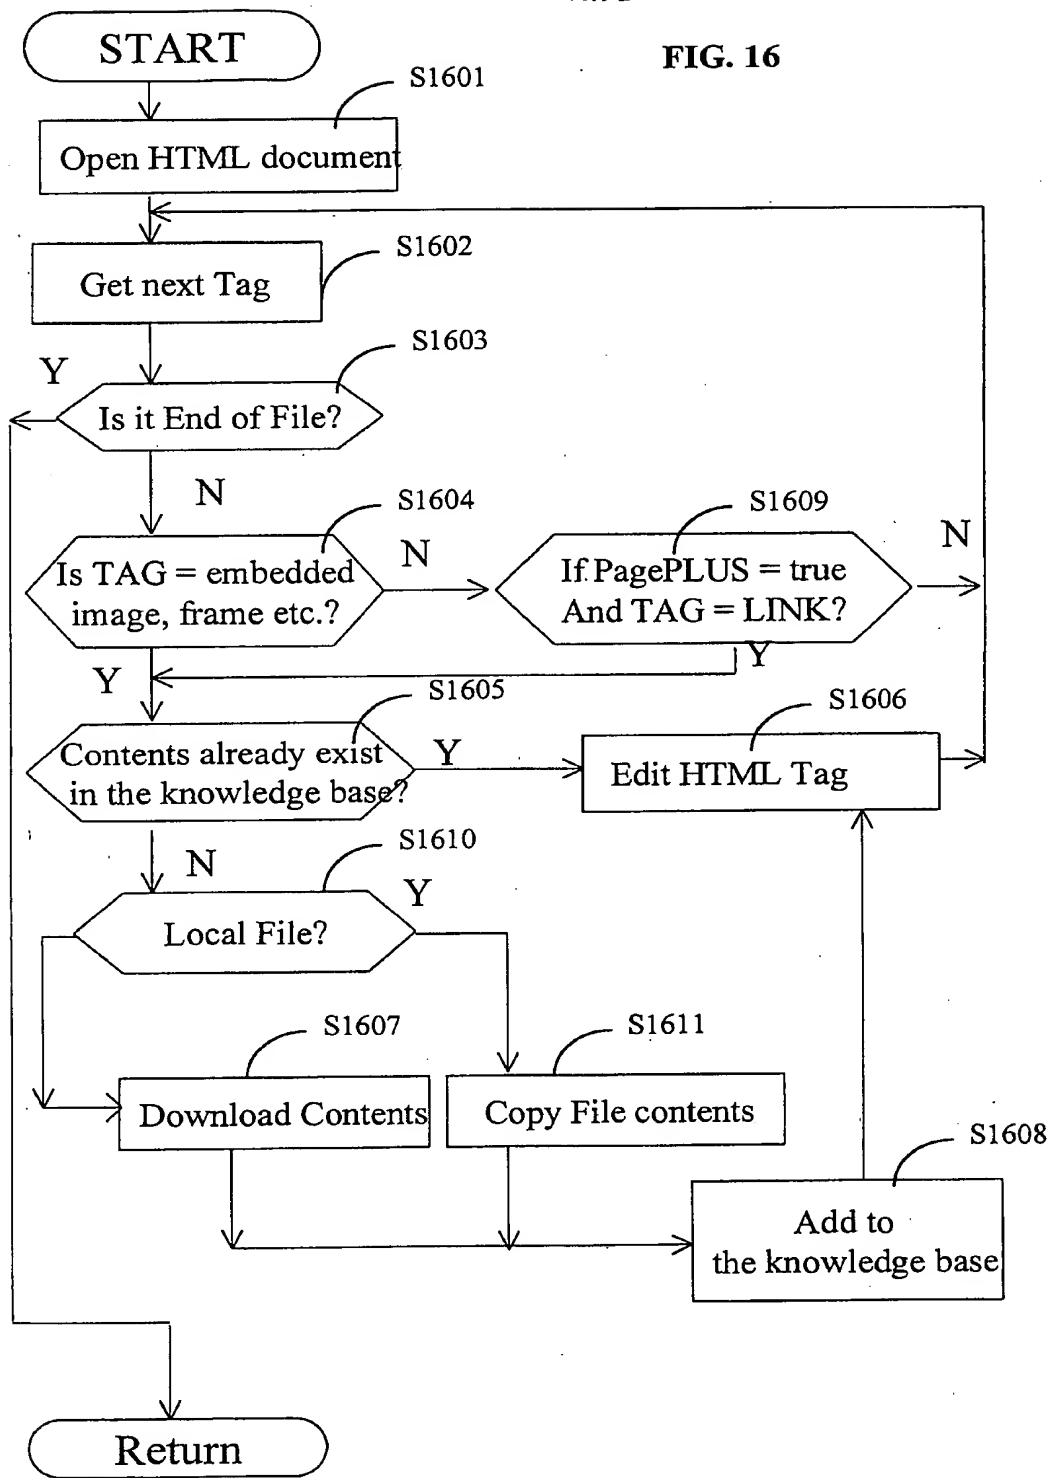 START
FIG. 16
S1601
Open HTML document
S1602
Get next Tag
S1603
Y
Is it End of File?
N
S1604
S1609
Is TAG = embedded
image, frame etc.?
N
If PagePLUS = true
And TAG = LINK?
N
Y
Y
S1605
S1606
Contents already exist
in the knowledge base?
Y
Edit HTML Tag
N
S1610
Y
Local File?
S1607
S1611
Download Contents
Copy File contents
S1608
Add to
the knowledge base
Return